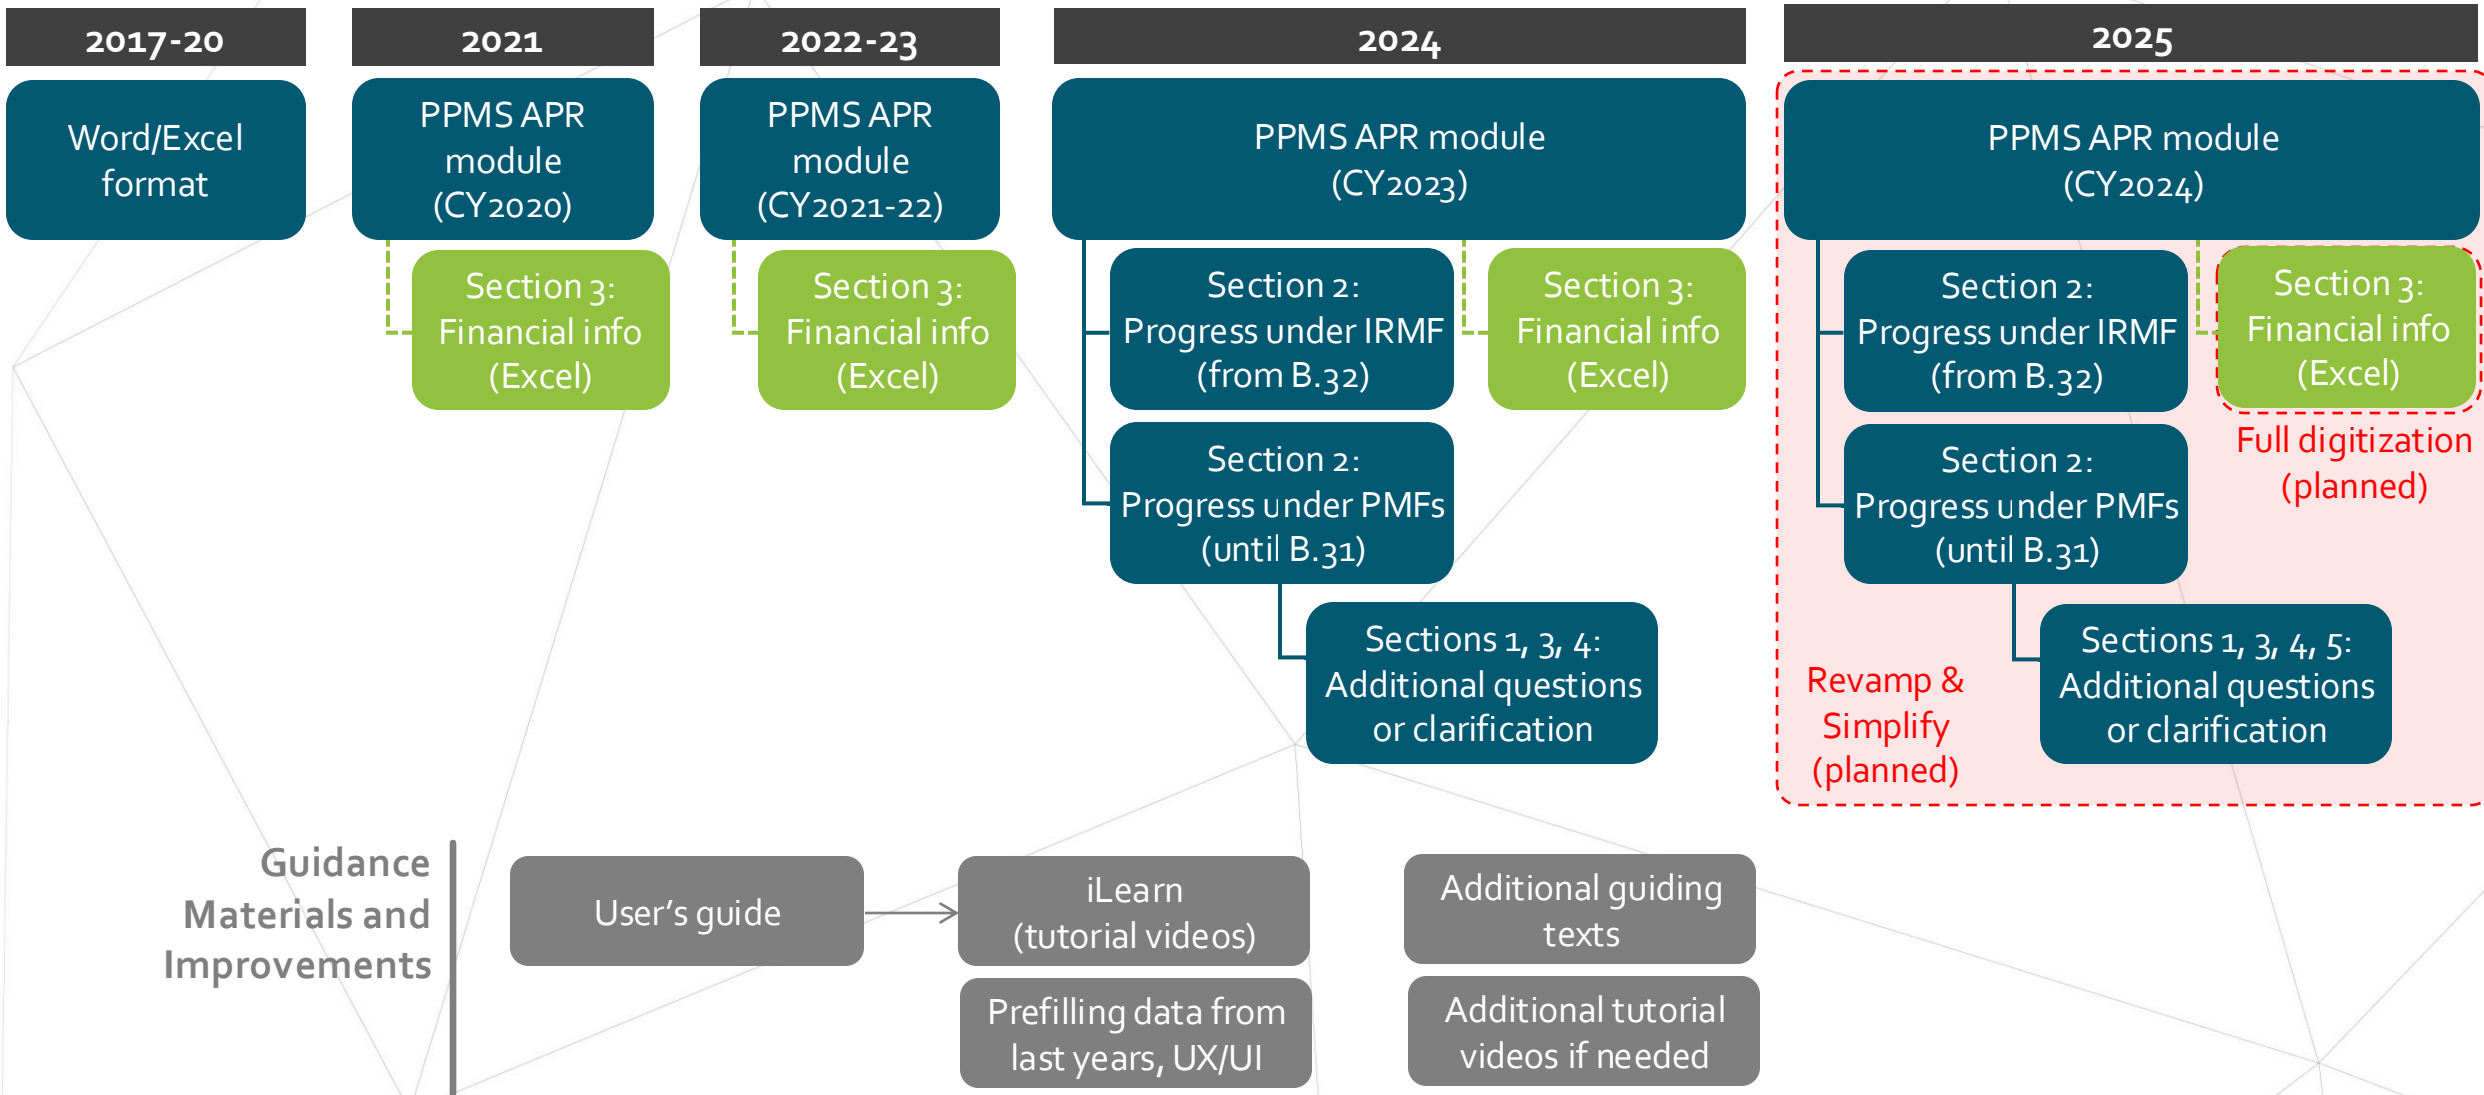 2017-20
Word/Excel
format
2021
PPMS APR
module
(CY2020)
Section 3:
Financial info
(Excel)
2022-23
PPMS APR
module
(CY2021-22)
Section 3:
Financial info
(Excel)
2024
PPMS APR module
(CY2023)
Section 2:
Progress under IRMF
(from B.32)
Section 3:
Financial info
(Excel)
Section 2:
Progress under PMFs
(until B.31)
Sections 1, 3, 4:
Additional questions
or clarification
2025
PPMS APR module
(CY2024)
Section 2:
Progress under IRMF
(from B.32)
Section 3:
Financial info
(Excel)
Full digitization
(planned)
Section 2:
Progress under PMFs
(until B.31)
Sections 1, 3, 4, 5:
Additional questions
or clarification
Revamp &
Simplify
(planned)
Guidance
Materials and
Improvements
User's guide
iLearn
(tutorial videos)
Prefilling data from
last years, UX/UI
Additional guiding
texts
Additional tutorial
videos if needed